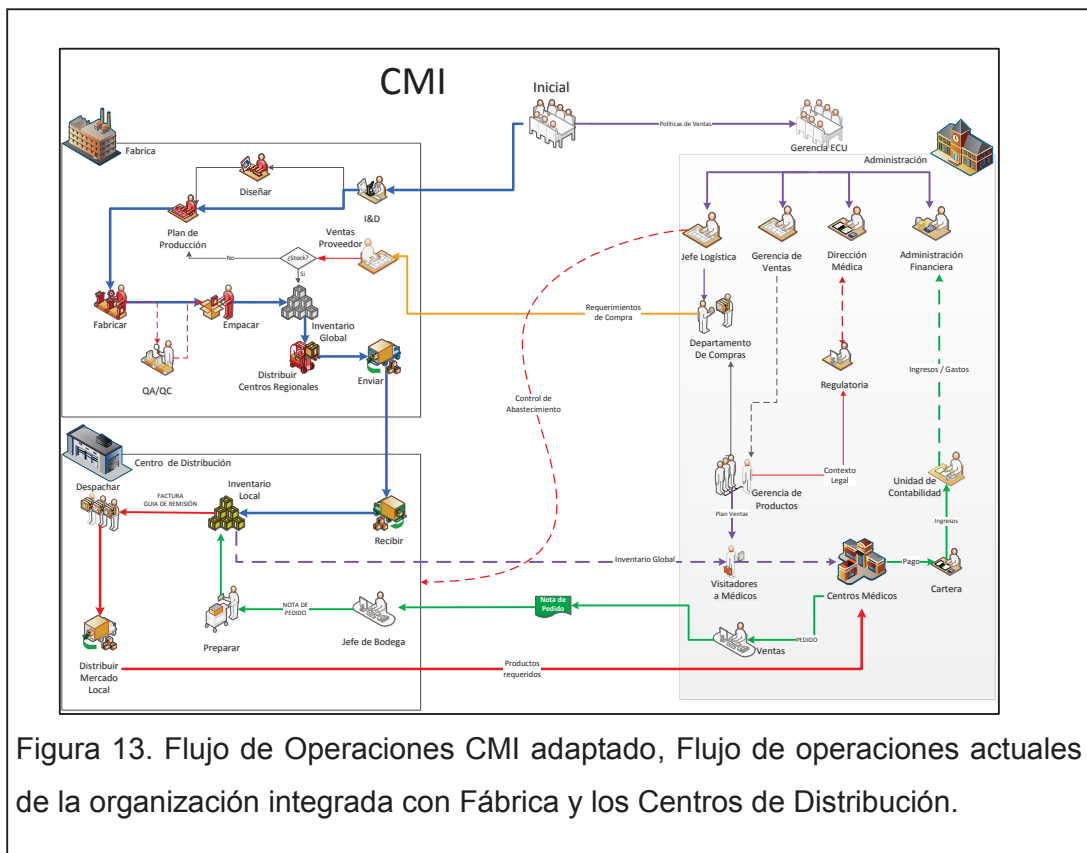 CMI
Inicial
Políticas de Ventas
Gerencia ECU
Fabrica
Administración
Diseñar
I&D
Plan de
Producción
Ventas
Proveedor
¿Stock?
No
Si
Jefe Logística
Gerencia de
Ventas
Dirección
Médica
Administración
Financiera
Fabricar
Empacar
Inventario
Global
Requerimientos
de Compra
Departamento
De Compras
QA/QC
Distribuir
Centros Regionales
Enviar
Regulatoria
Ingresos / Gastos
Control de
Abastecimiento
Centro de Distribución
Despachar
Inventario
Local
FACTURA
GUIA DE REMISIÓN
Recibir
Gerencia de
Productos
Contexto
Legal
Unidad de
Contabilidad
Plan Ventas
Ingresos
Inventario Global
Visitadores
a Médicos
Centros Médicos
Pago
Cartera
NOTA DE
PEDIDO
Nota de
Pedido
Preparar
Jefe de Bodega
Ventas
PEDIDO
Distribuir
Mercado
Local
Productos
requeridos
Figura 13. Flujo de Operaciones CMI adaptado, Flujo de operaciones actuales
de la organización integrada con Fábrica y los Centros de Distribución.